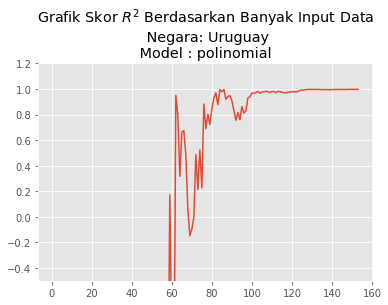 Grafik Skor R² Berdasarkan Banyak Input Data
Negara: Uruguay
Model : polinomial
1.2
1.0
0.8
0.6
0.4
0.2
0.0
−0.2
−0.4
0 20 40 60 80 100 120 140 160